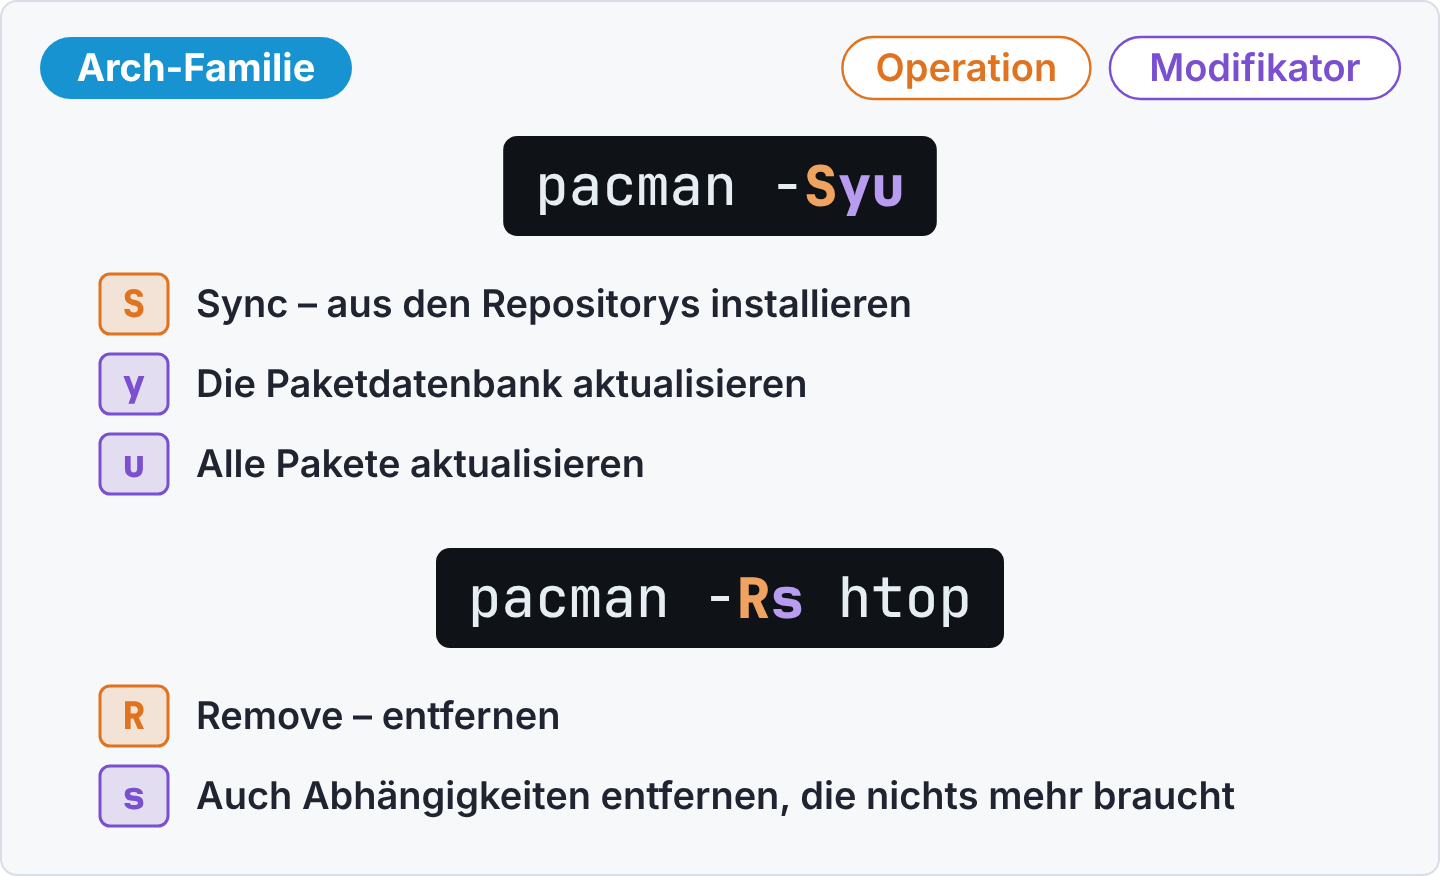 Arch-Familie
Operation
Modifikator
pacman -Syu
S Sync – aus den Repositorys installieren
y Die Paketdatenbank aktualisieren
u Alle Pakete aktualisieren
pacman -Rs htop
R Remove – entfernen
s Auch Abhängigkeiten entfernen, die nichts mehr braucht